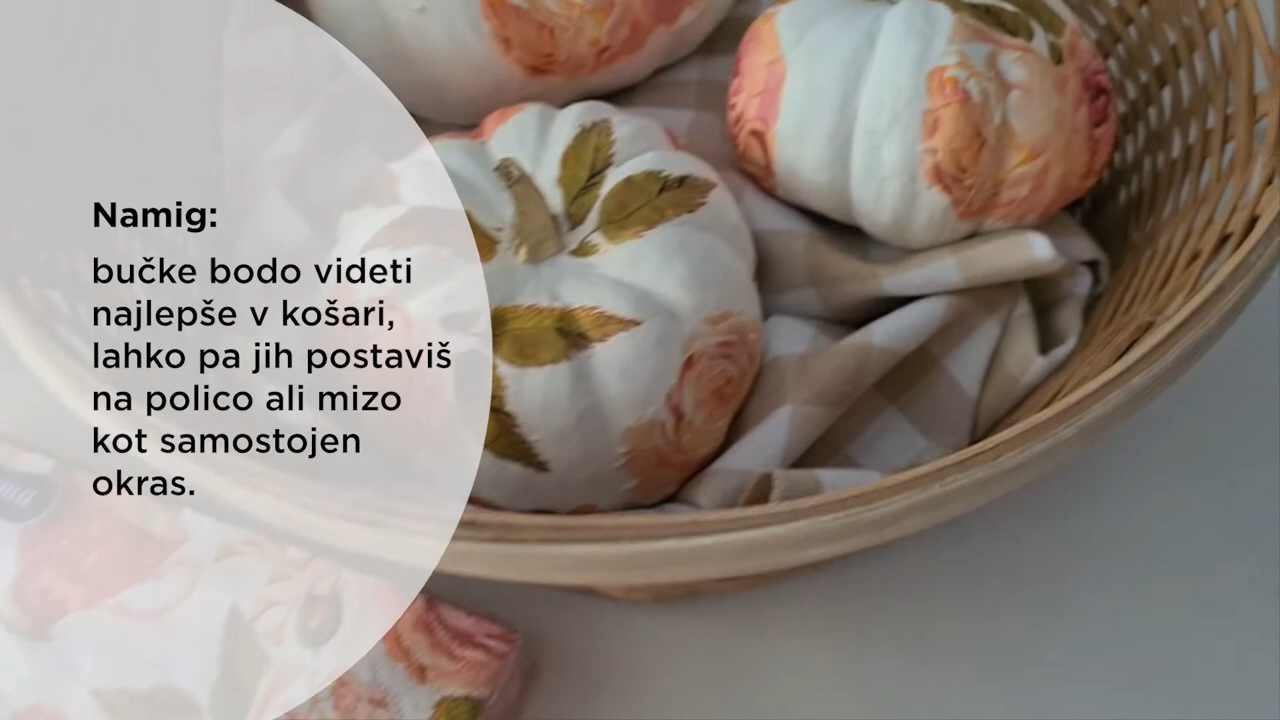 Namig:
bučke bodo videti
najlepše v košari,
lahko pa jih postaviš
na polico ali mizo
kot samostojen
okras.